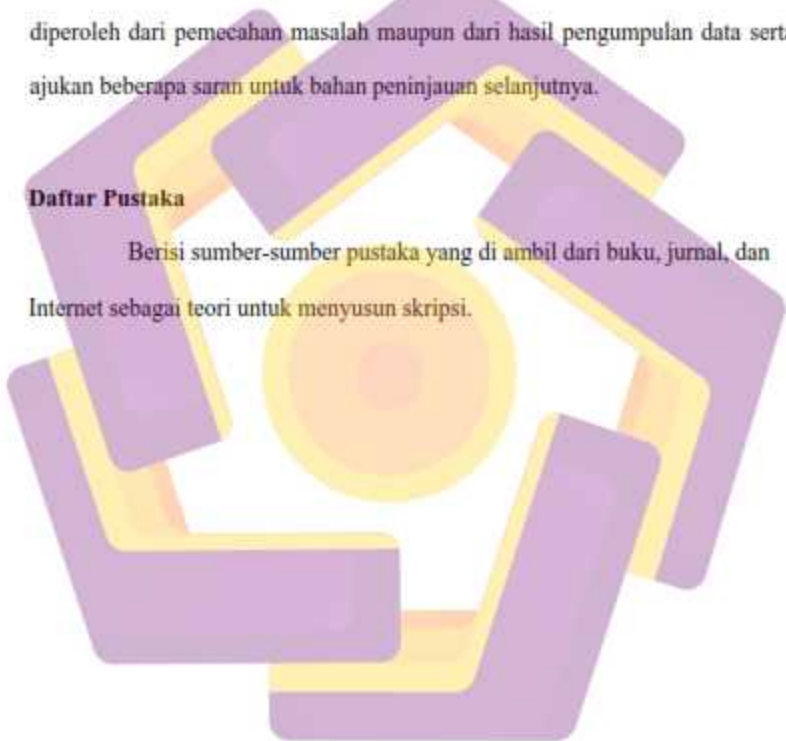 diperoleh dari pemecahan masalah maupun dari hasil pengumpulan data serta
ajukan beberapa saran untuk bahan peninjauan selanjutnya.
Daftar Pustaka
Berisi sumber-sumber pustaka yang di ambil dari buku, jurnal, dan
Internet sebagai teori untuk menyusun skripsi.